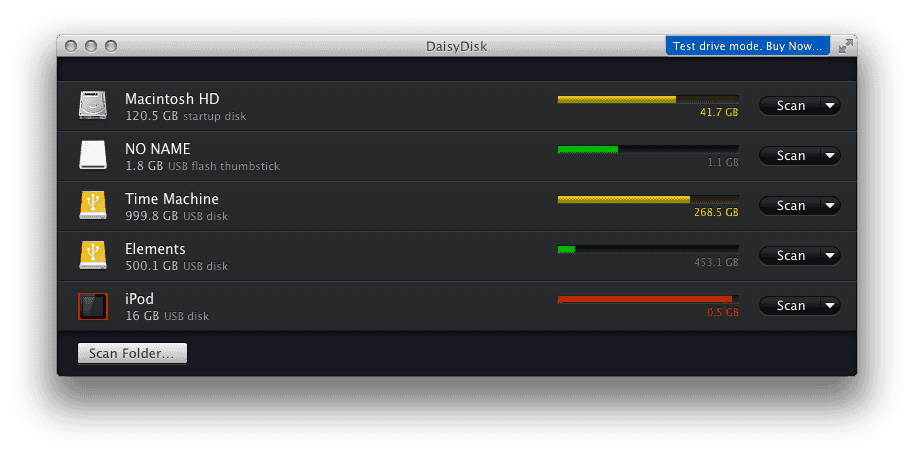 DaisyDisk
Test drive mode. Buy Now...
Macintosh HD
120.5 GB startup disk
41.7 GB
Scan
NO NAME
1.8 GB USB flash thumbstick
1.1 GB
Scan
Time Machine
999.8 GB USB disk
268.5 GB
Scan
Elements
500.1 GB USB disk
453.1 GB
Scan
iPod
16 GB USB disk
0.5 GB
Scan
Scan Folder...